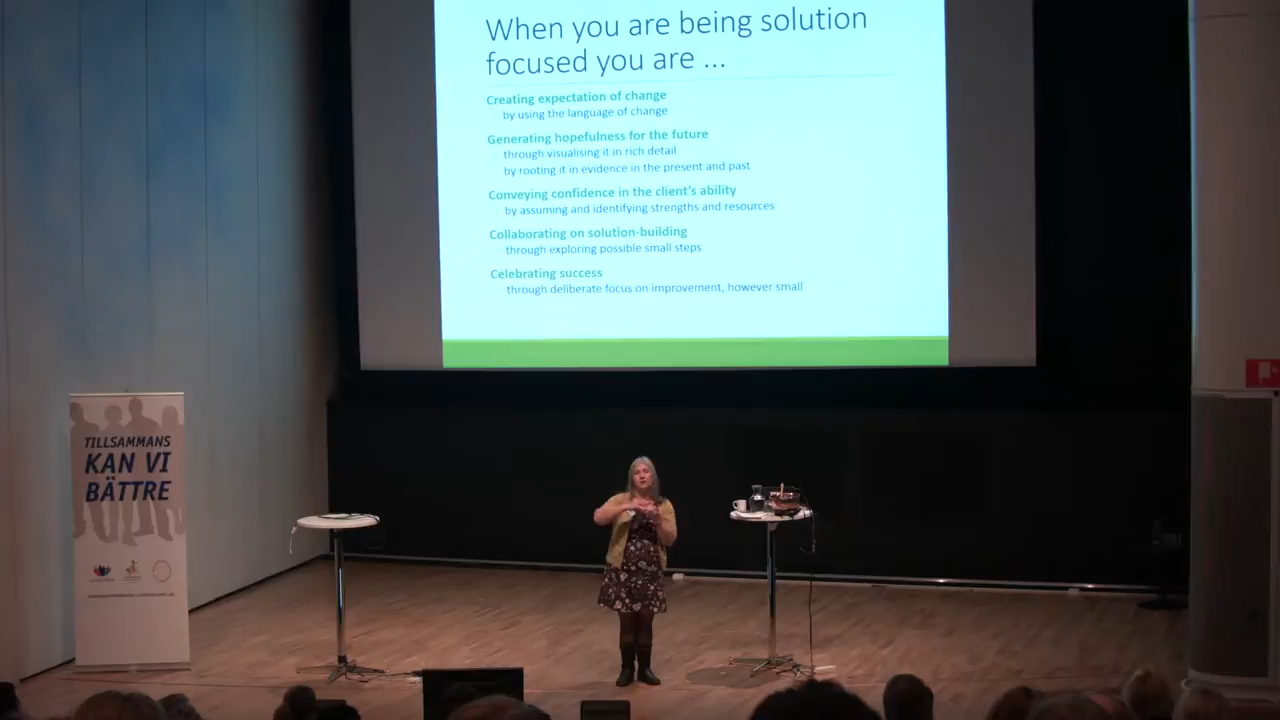 When you are being solution
focused you are ...
Creating expectation of change
by using the language of change
Generating hopefulness for the future
through visualising it in rich detail
by rooting it in evidence in the present and past
Conveying confidence in the client's ability
by assuming and identifying strengths and resources
Collaborating on solution-building
through exploring possible small steps
Celebrating success
through deliberate focus on improvement, however small
TILLSAMMANS
KAN VI
BÄTTRE